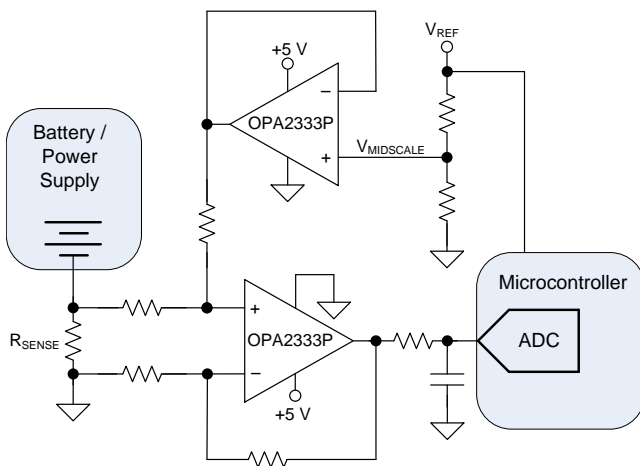 VREF
+5 V
Battery /
Power
Supply
−
OPA2333P
+
VMIDSCALE
Microcontroller
+
RSENSE
OPA2333P
ADC
−
+5 V